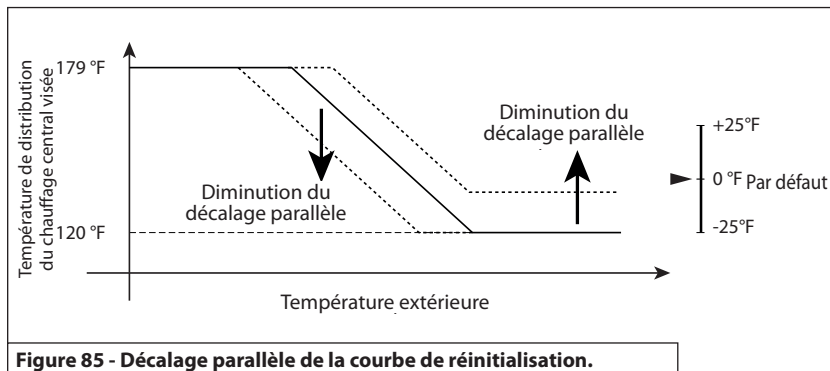 Température de distribution
du chauffage central visée
179 °F
120 °F
Diminution du
décalage parallèle
Diminution du
décalage parallèle
+25°F
0 °F Par défaut
-25°F
Température extérieure
Figure 85 - Décalage parallèle de la courbe de réinitialisation.